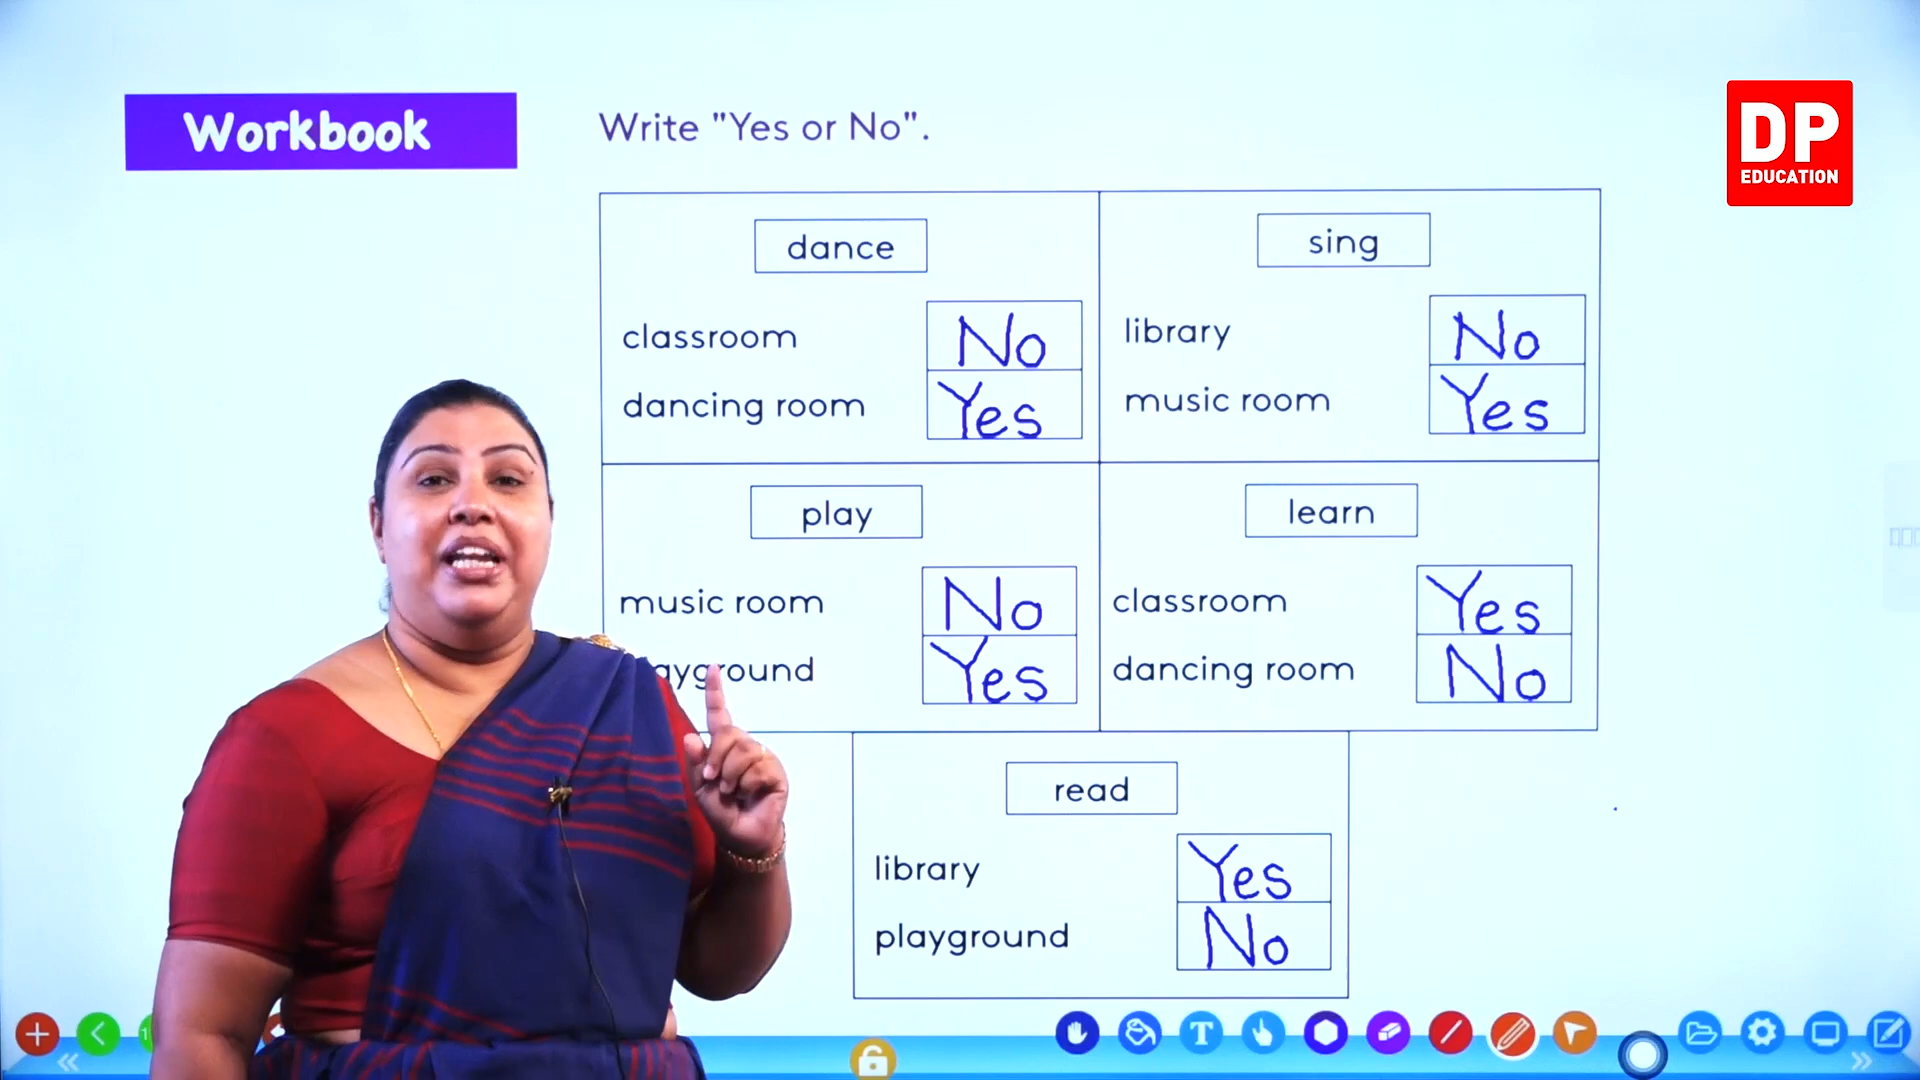 Workbook
Write "Yes or No".
DP
EDUCATION
dance
classroom No
dancing room Yes
sing
library No
music room Yes
play
music room No
ayground Yes
learn
classroom Yes
dancing room No
read
library Yes
playground No